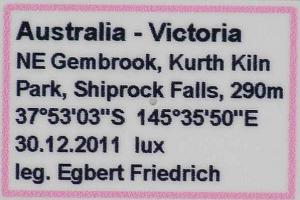 Australia - Victoria
NE Gembrook, Kurth Kiln
Park, Shiprock Falls, 290m
37°53'03''S 145°35'50''E
30.12.2011 lux
leg. Egbert Friedrich